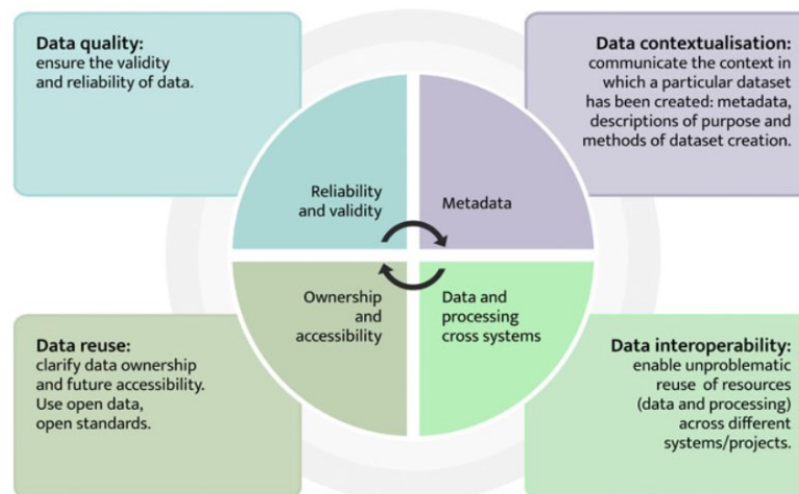 Data quality:
ensure the validity
and reliability of data.
Data contextualisation:
communicate the context in
which a particular dataset
has been created: metadata,
descriptions of purpose and
methods of dataset creation.
Reliability
and validity
Metadata
Ownership
and
accessibility
Data and
processing
cross systems
Data reuse:
clarify data ownership
and future accessibility.
Use open data,
open standards.
Data interoperability:
enable unproblematic
reuse of resources
(data and processing)
across different
systems/projects.